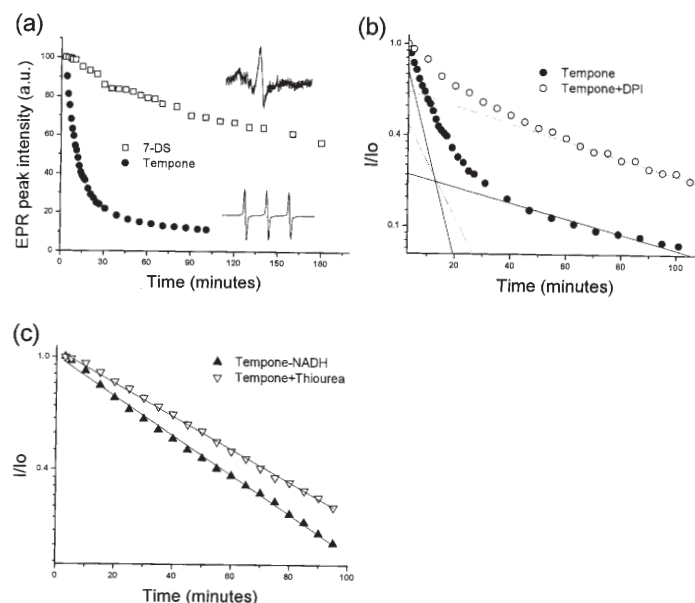 (a)
EPR peak intensity (a.u.)
100
80
60
40
20
0
□ 7-DS
● Tempone
0 30 60 90 120 150 180
Time (minutes)
(b)
I/Io
1.0
0.4
0.1
● Tempone
○ Tempone+DPI
20 40 60 80 100
Time (minutes)
(c)
I/Io
1.0
0.4
▲ Tempone-NADH
▽ Tempone+Thiourea
0 20 40 60 80 100
Time (minutes)